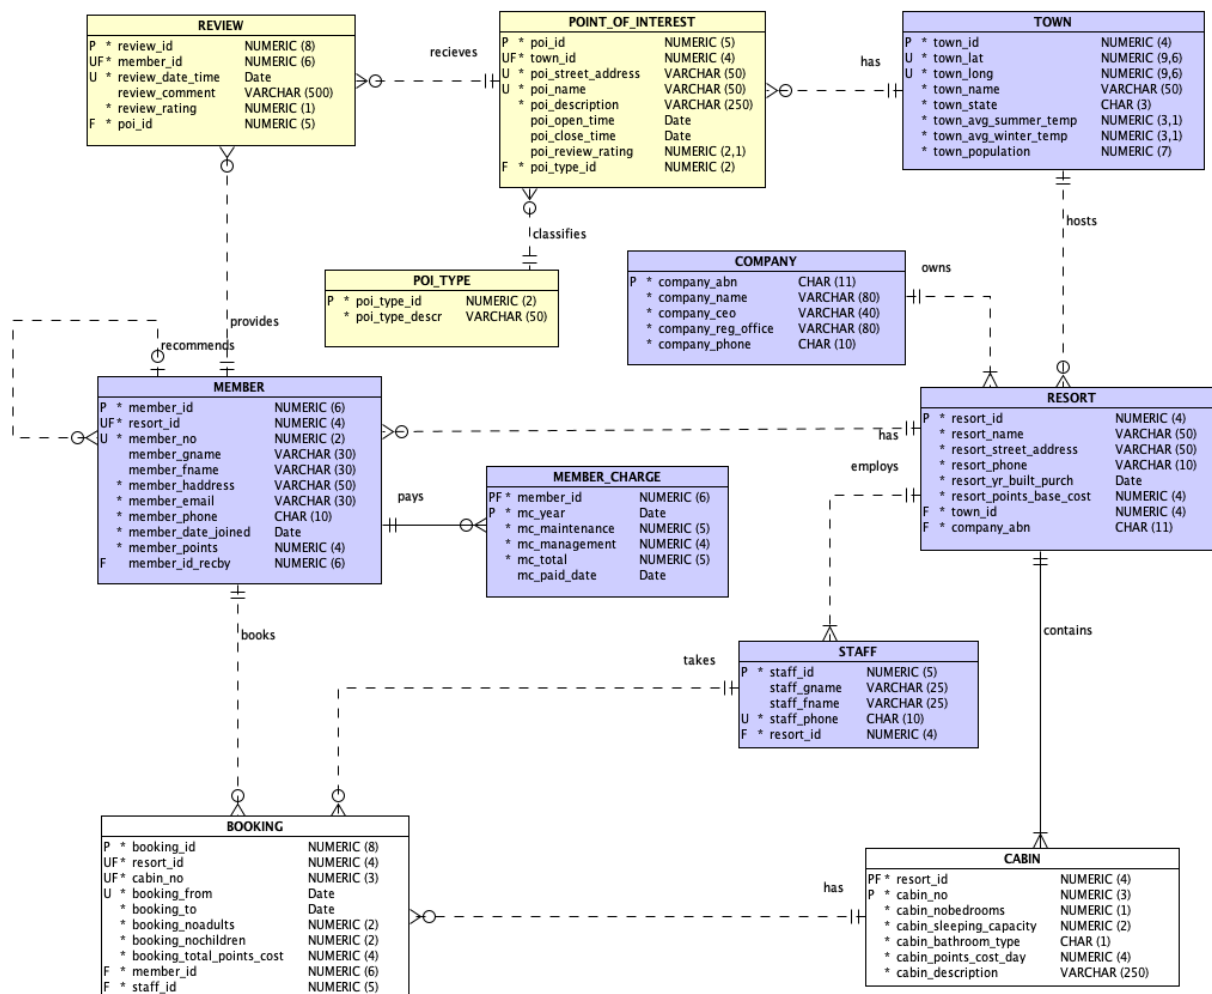 REVIEW
P * review_id NUMERIC (8)
UF* member_id NUMERIC (6)
U * review_date_time Date
review_comment VARCHAR (500)
* review_rating NUMERIC (1)
F * poi_id NUMERIC (5)
recieves
POINT_OF_INTEREST
P * poi_id NUMERIC (5)
UF* town_id NUMERIC (4)
U * poi_street_address VARCHAR (50)
U * poi_name VARCHAR (50)
* poi_description VARCHAR (250)
poi_open_time Date
poi_close_time Date
poi_review_rating NUMERIC (2,1)
F * poi_type_id NUMERIC (2)
has
TOWN
P * town_id NUMERIC (4)
U * town_lat NUMERIC (9,6)
U * town_long NUMERIC (9,6)
* town_name VARCHAR (50)
* town_state CHAR (3)
* town_avg_summer_temp NUMERIC (3,1)
* town_avg_winter_temp NUMERIC (3,1)
* town_population NUMERIC (7)
hosts
classifies
POI_TYPE
P * poi_type_id NUMERIC (2)
* poi_type_descr VARCHAR (50)
COMPANY
P * company_abn CHAR (11)
* company_name VARCHAR (80)
* company_ceo VARCHAR (40)
* company_reg_office VARCHAR (80)
* company_phone CHAR (10)
owns
provides
recommends
MEMBER
P * member_id NUMERIC (6)
UF* resort_id NUMERIC (4)
U * member_no NUMERIC (2)
member_gname VARCHAR (30)
member_fname VARCHAR (30)
* member_haddress VARCHAR (50)
* member_email VARCHAR (30)
* member_phone CHAR (10)
* member_date_joined Date
* member_points NUMERIC (4)
F member_id_recby NUMERIC (6)
has
RESORT
P * resort_id NUMERIC (4)
* resort_name VARCHAR (50)
* resort_street_address VARCHAR (50)
* resort_phone VARCHAR (10)
* resort_yr_built_purch Date
* resort_points_base_cost NUMERIC (4)
F * town_id NUMERIC (4)
F * company_abn CHAR (11)
employs
pays
MEMBER_CHARGE
PF* member_id NUMERIC (6)
P * mc_year Date
* mc_maintenance NUMERIC (5)
* mc_management NUMERIC (4)
* mc_total NUMERIC (5)
mc_paid_date Date
books
takes
contains
STAFF
P * staff_id NUMERIC (5)
staff_gname VARCHAR (25)
staff_fname VARCHAR (25)
U * staff_phone CHAR (10)
F * resort_id NUMERIC (4)
BOOKING
P * booking_id NUMERIC (8)
UF* resort_id NUMERIC (4)
UF* cabin_no NUMERIC (3)
U * booking_from Date
* booking_to Date
* booking_noadults NUMERIC (2)
* booking_nochildren NUMERIC (2)
* booking_total_points_cost NUMERIC (4)
F * member_id NUMERIC (6)
F * staff_id NUMERIC (5)
has
CABIN
PF* resort_id NUMERIC (4)
P * cabin_no NUMERIC (3)
* cabin_nobedrooms NUMERIC (1)
* cabin_sleeping_capacity NUMERIC (2)
* cabin_bathroom_type CHAR (1)
* cabin_points_cost_day NUMERIC (4)
* cabin_description VARCHAR (250)